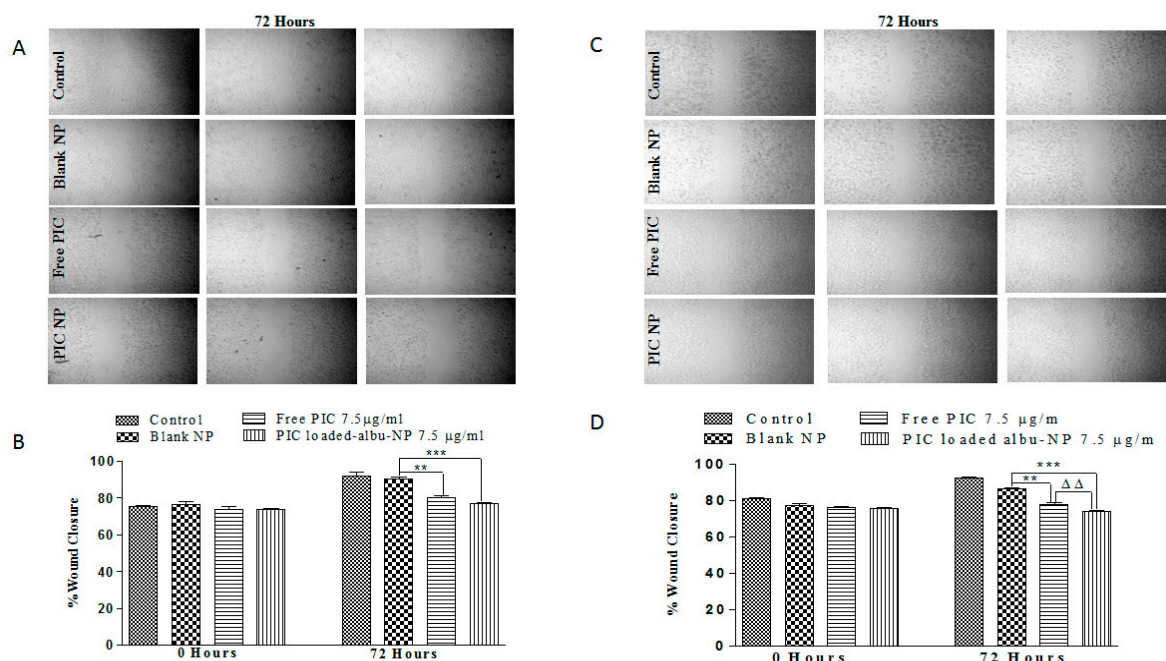 A
72 Hours
Control
Blank NP
Free PIC
PIC NP
B
Control
Free PIC 7.5μg/ml
Blank NP
PIC loaded-albu-NP 7.5 μg/ml
% Wound Closure
100
80
60
40
20
0
**
***
0 Hours
72 Hours
C
72 Hours
Control
Blank NP
Free PIC
PIC NP
D
Control
Free PIC 7.5 μg/m
Blank NP
PIC loaded albu-NP 7.5 μg/m
% Wound Closure
100
80
60
40
20
0
***
**
ΔΔ
0 Hours
72 Hours